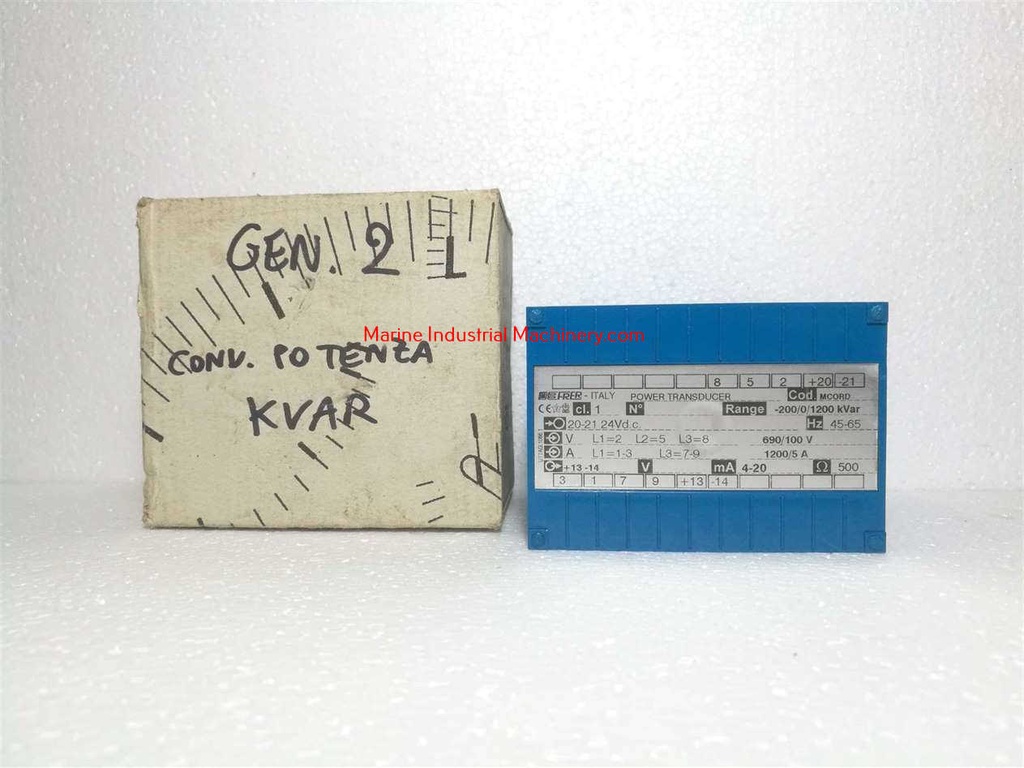 GEN. 2
CONV. POTENZA
KVAR
Marine Industrial Machinery.com
8 5 2 +20 -21
FRER - ITALY POWER TRANSDUCER Cod. MCORD
CE cl. 1 N° Range -200/0/1200 kVar
20-21 24Vd.c. Hz 45-65
V L1=2 L2=5 L3=8 690/100 V
A L1=1-3 L3=7-9 1200/5 A
+13 -14 V mA 4-20 Ω 500
3 1 7 9 +13 -14